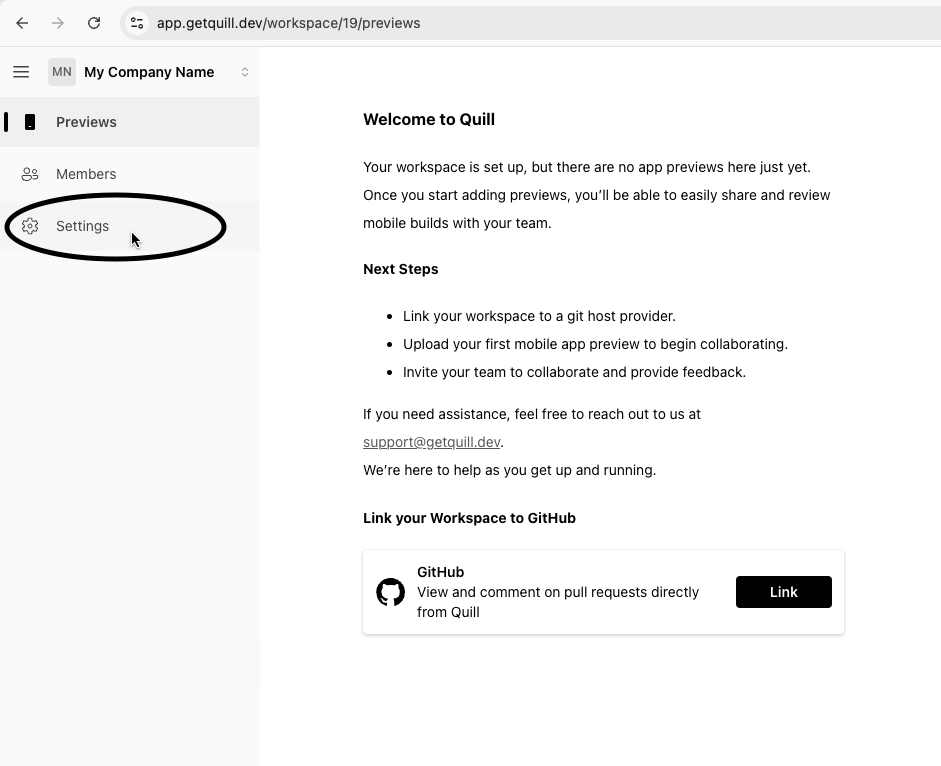 app.getquill.dev/workspace/19/previews
MN My Company Name
Previews
Members
Settings
Welcome to Quill
Your workspace is set up, but there are no app previews here just yet.
Once you start adding previews, you’ll be able to easily share and review
mobile builds with your team.
Next Steps
• Link your workspace to a git host provider.
• Upload your first mobile app preview to begin collaborating.
• Invite your team to collaborate and provide feedback.
If you need assistance, feel free to reach out to us at
support@getquill.dev.
We’re here to help as you get up and running.
Link your Workspace to GitHub
GitHub
View and comment on pull requests directly
from Quill
Link